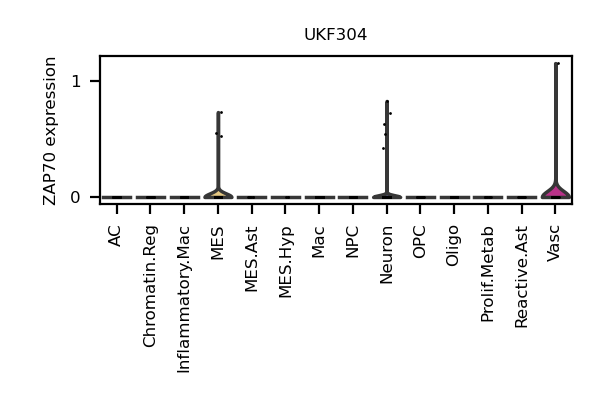 UKF304
ZAP70 expression
1
0
AC
Chromatin.Reg
Inflammatory.Mac
MES
MES.Ast
MES.Hyp
Mac
NPC
Neuron
OPC
Oligo
Prolif.Metab
Reactive.Ast
Vasc